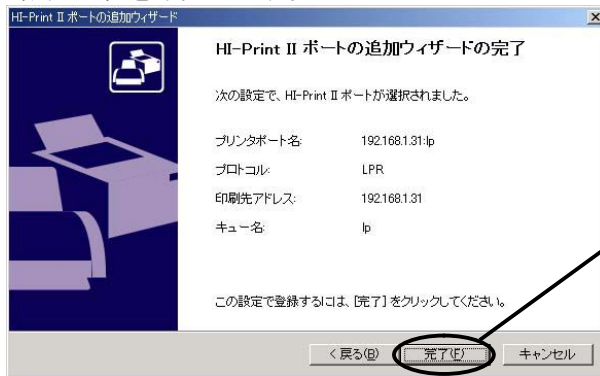 HI-Print II ポートの追加ウィザード
HI-Print II ポートの追加ウィザードの完了
次の設定で、HI-Print II ポートが選択されました。
プリンタポート名: 192.168.1.31:lp
プロトコル: LPR
印刷先アドレス: 192.168.1.31
キュー名: lp
この設定で登録するには、[完了] をクリックしてください。
< 戻る(B) 完了(F) キャンセル